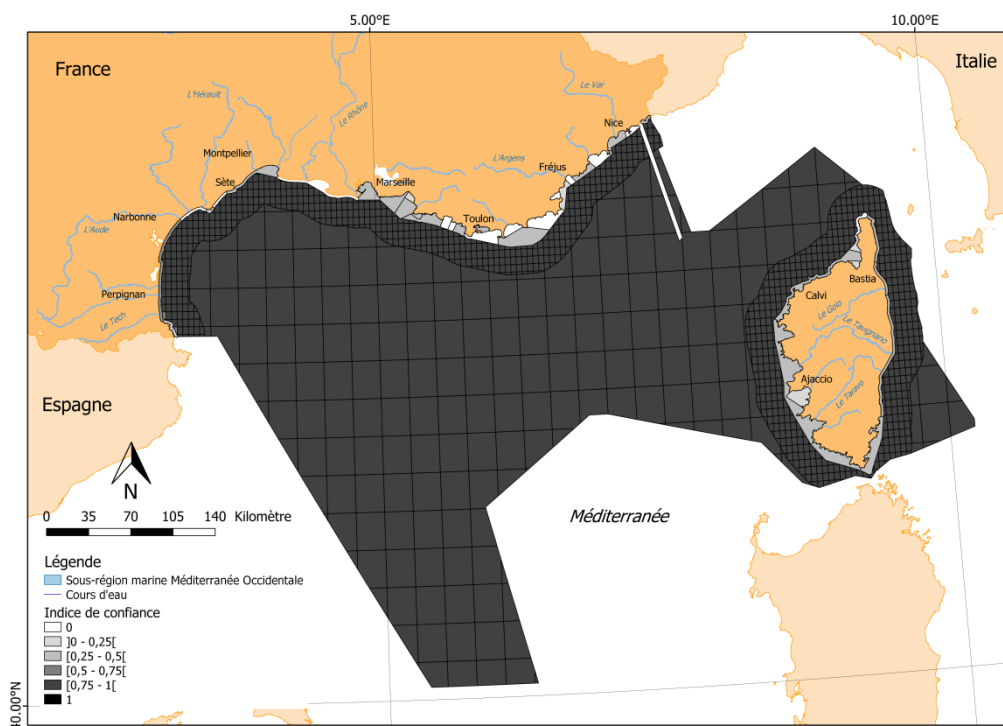 5.00°E
10.00°E
France
Italie
Le Var
L'Hérault
Le Rhône
Nice
Montpellier
L'Argens
Fréjus
Sète
Marseille
Narbonne
Toulon
L'Aude
Bastia
Perpignan
Calvi
Le Golo
Le Tavignano
Le Tech
Ajaccio
Espagne
Le Taravo
N
0 35 70 105 140 Kilomètre
Méditerranée
Légende
Sous-région marine Méditerranée Occidentale
Cours d'eau
Indice de confiance
0
]0 - 0,25[
[0,25 - 0,5[
[0,5 - 0,75[
[0,75 - 1[
1